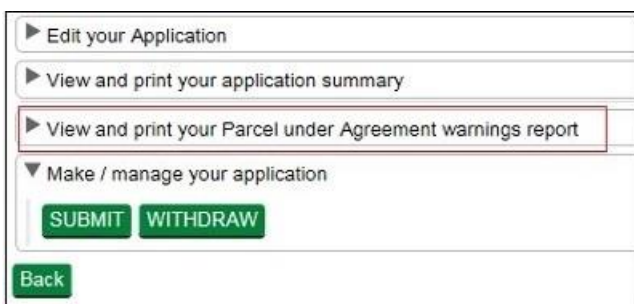 Edit your Application
View and print your application summary
View and print your Parcel under Agreement warnings report
Make / manage your application
SUBMIT WITHDRAW
Back